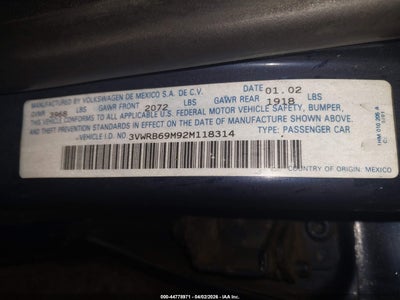 MANUFACTURED BY VOLKSWAGEN DE MEXICO S.A. DE C.V. DATE 01.02
GVWR 3968 LBS GAWR FRONT 2072 LBS GAWR REAR 1918 LBS
THIS VEHICLE CONFORMS TO ALL APPLICABLE U.S. FEDERAL MOTOR VEHICLE SAFETY, BUMPER,
AND THEFT PREVENTION STANDARDS IN EFFECT ON THE DATE OF MANUFACTURE SHOWN ABOVE.
VEHICLE I.D. NO 3VWRB69M92M118314 TYPE: PASSENGER CAR
COUNTRY OF ORIGIN: MEXICO
000-44778971 - 04/02/2026 - IAA Inc.